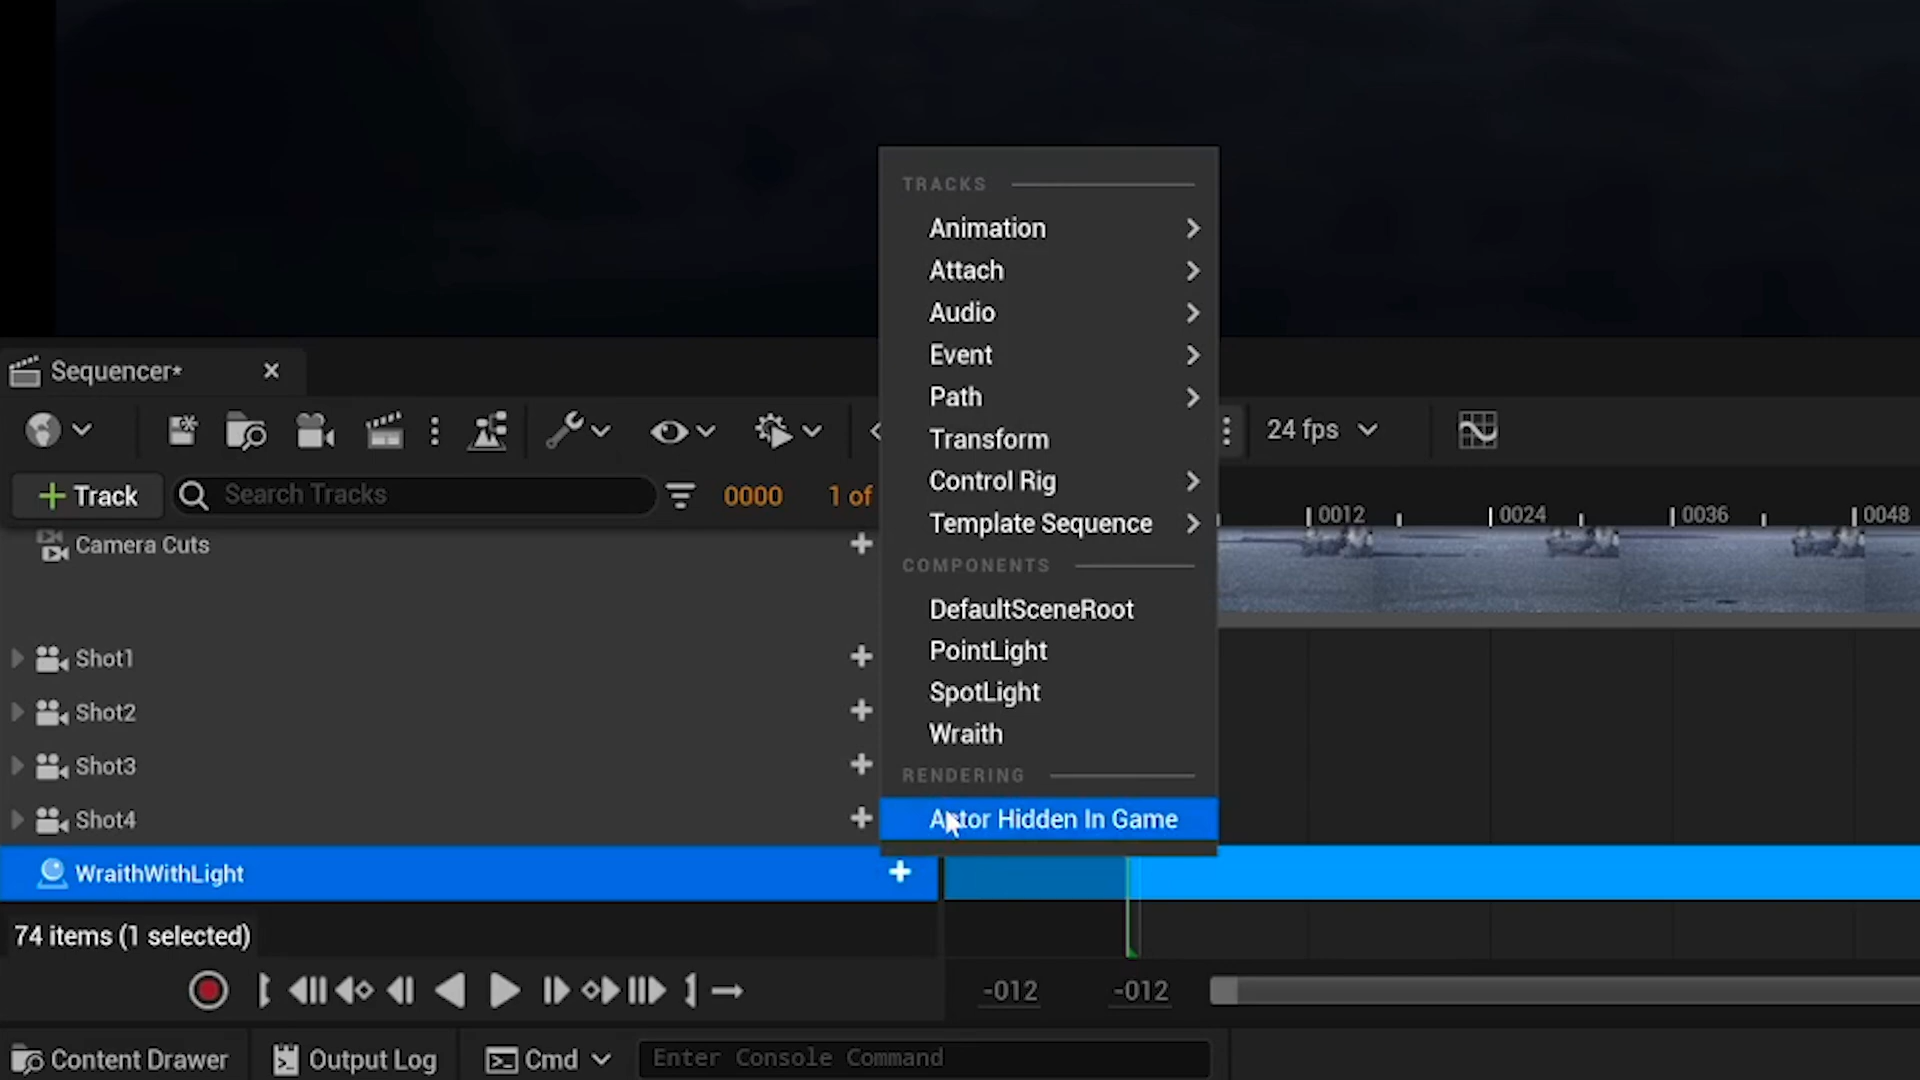 TRACKS
Animation
Attach
Audio
Event
Path
Transform
Control Rig
Template Sequence
COMPONENTS
DefaultSceneRoot
PointLight
SpotLight
Wraith
RENDERING
Actor Hidden In Game
Sequencer*
24 fps
Track
Search Tracks
0000
1 of
0012
0024
0036
0048
Camera Cuts
Shot1
Shot2
Shot3
Shot4
WraithWithLight
74 items (1 selected)
-012
-012
Content Drawer
Output Log
Cmd
Enter Console Command